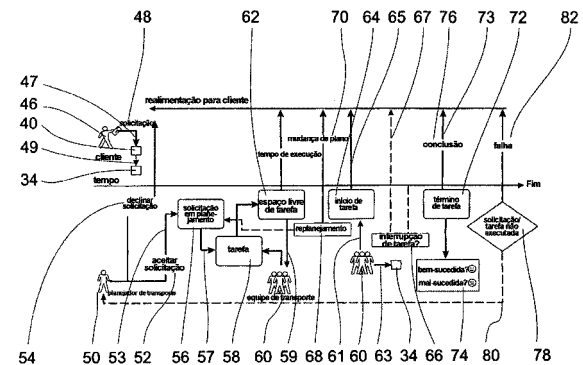 48 62 70 64 65 67 76 73 72 82
47
46
40
49
34
realimentação para cliente
solicitação
mudança de plano
tempo de execução
conclusão
falha
cliente
tempo
Fim
declinar
solicitação
solicitação
em plane-
jamento
espaço livre
de tarefa
início de
tarefa
término
de tarefa
solicitação/
tarefa não
executada
replanejamento
tarefa
interrupção
de tarefa?
aceitar
solicitação
bem-sucedida?
mal-sucedida?
planejador de transporte
equipe de transporte
54 50 53 52 56 57 58 60 59 68 61 60 63 34 66 74 80 78